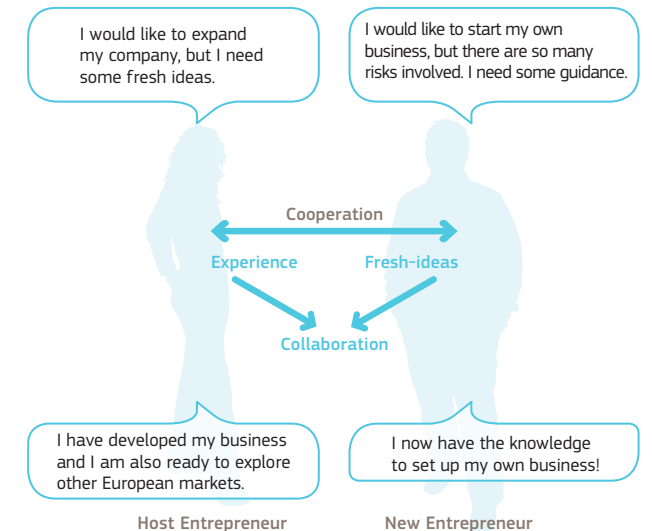 I would like to expand
my company, but I need
some fresh ideas.
I would like to start my own
business, but there are so many
risks involved. I need some guidance.
Cooperation
Experience
Fresh-ideas
Collaboration
I have developed my business
and I am also ready to explore
other European markets.
I now have the knowledge
to set up my own business!
Host Entrepreneur
New Entrepreneur